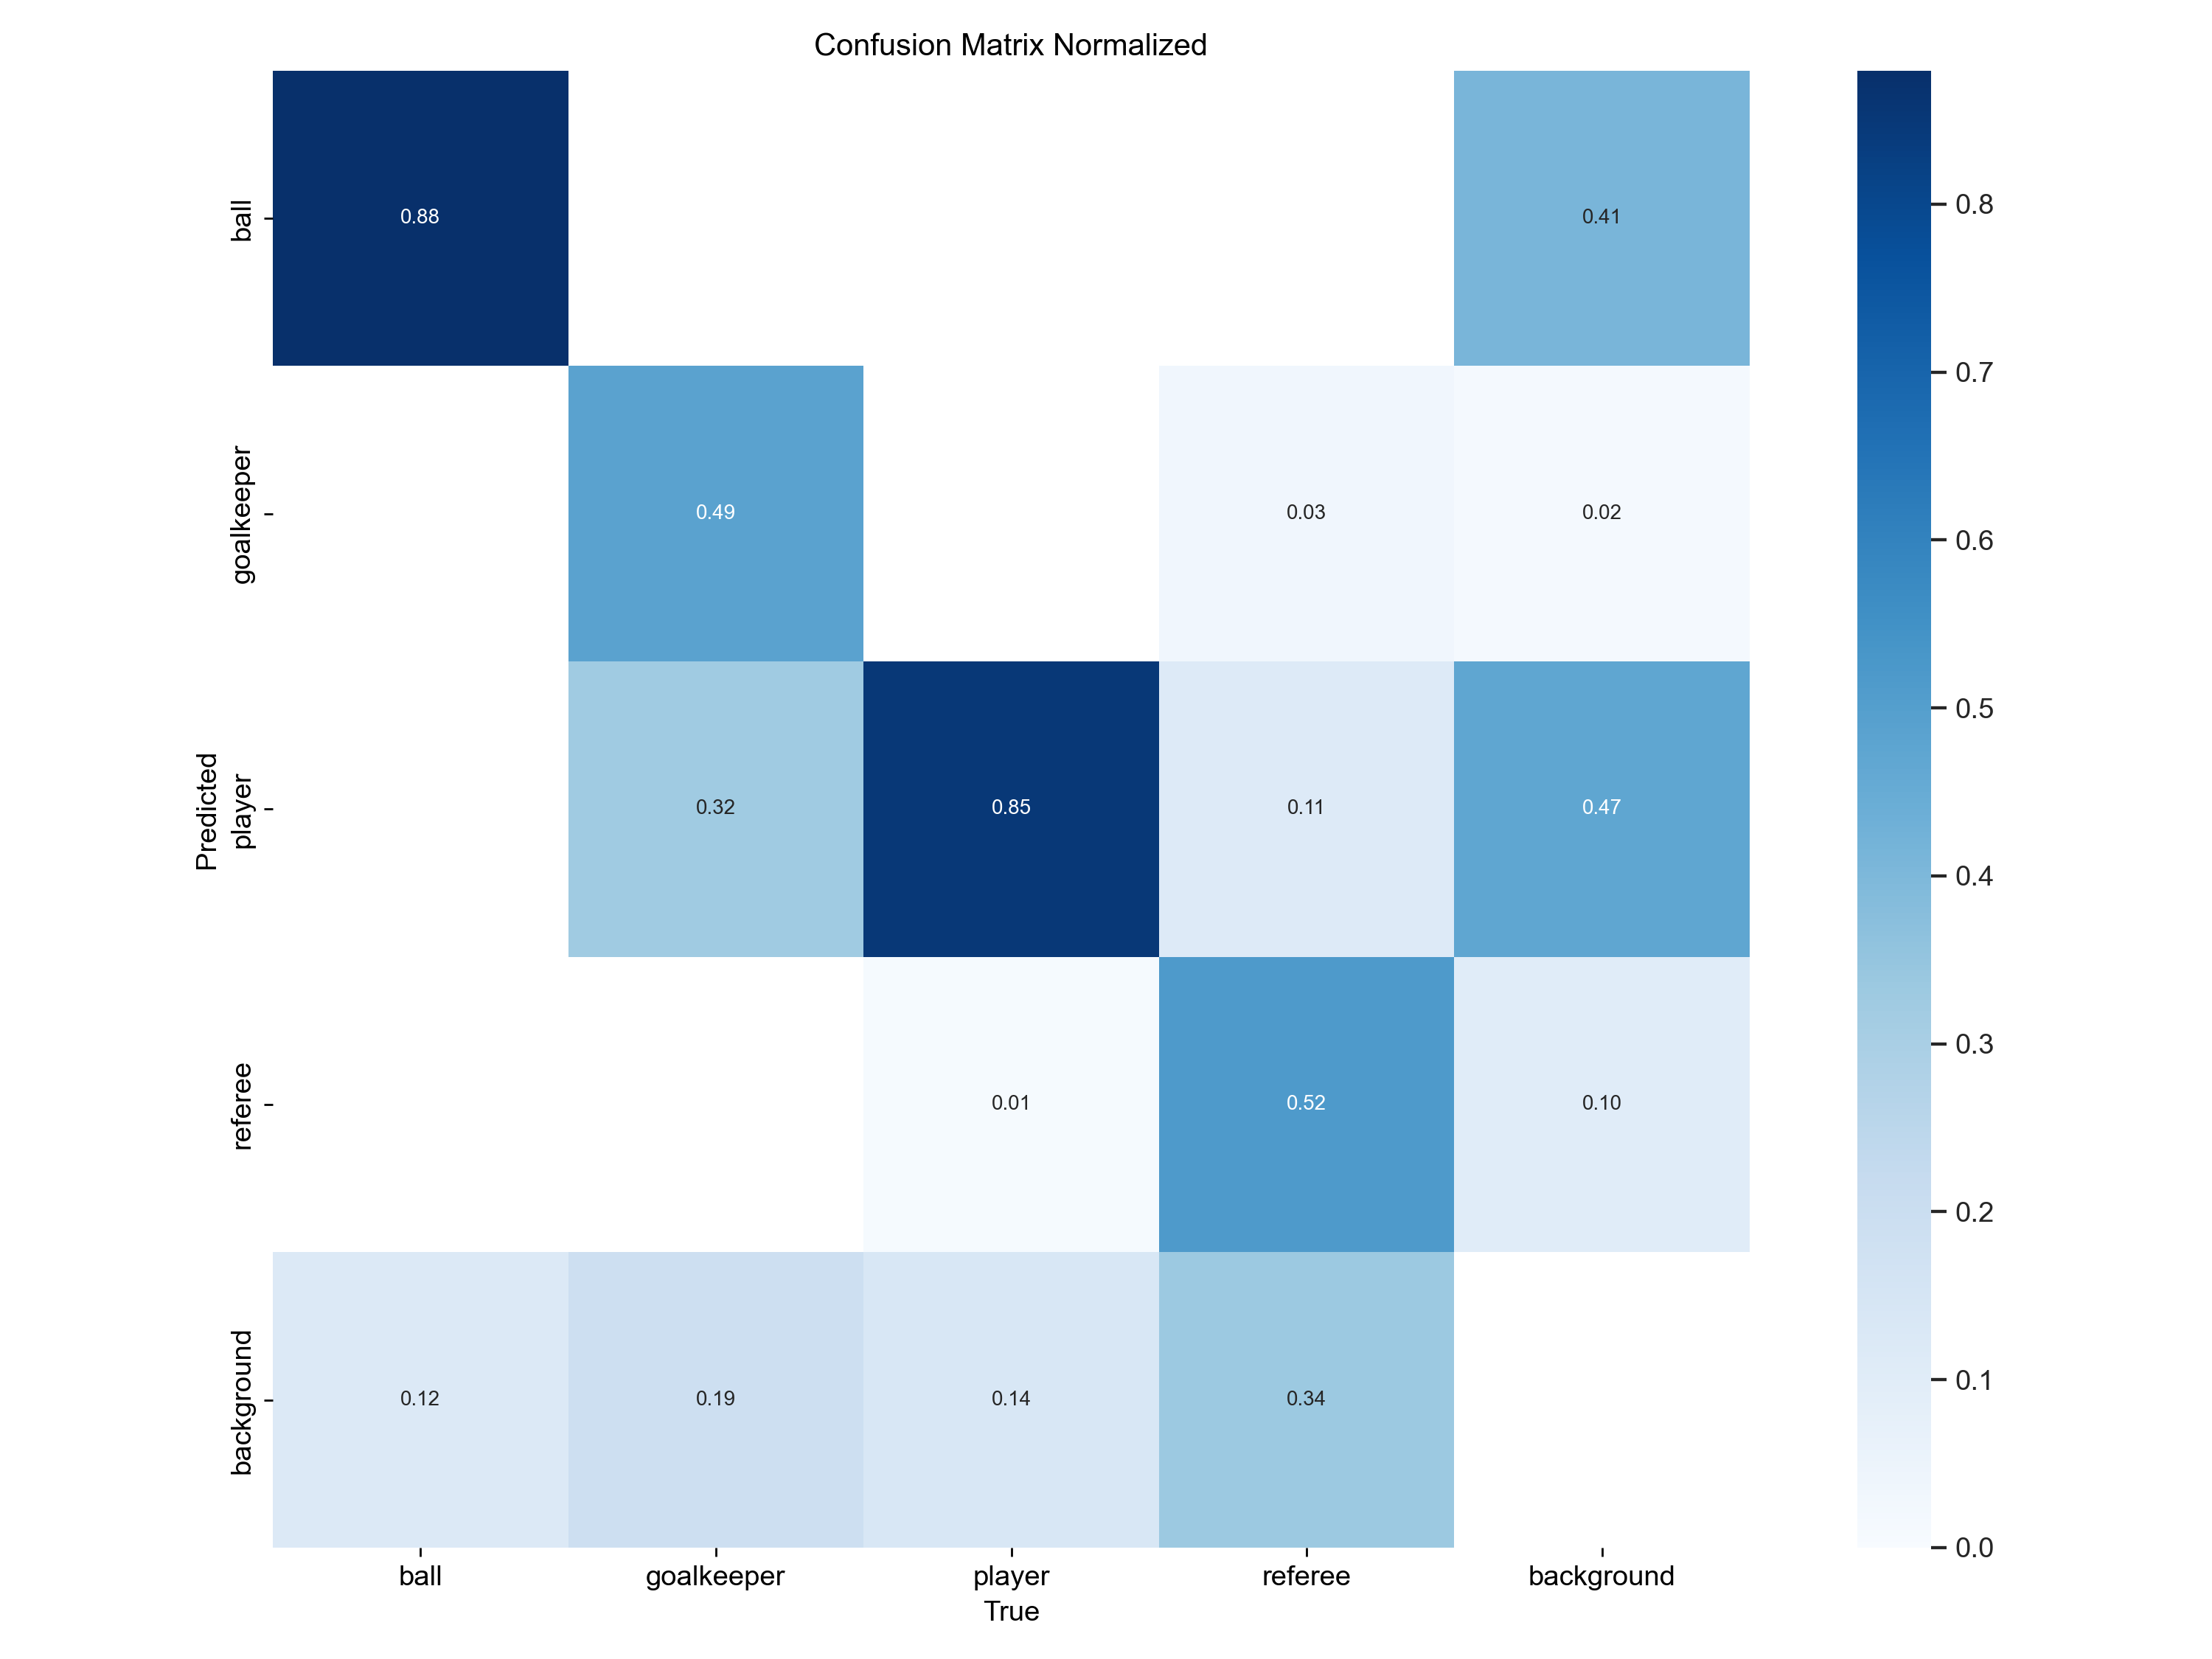 Confusion Matrix Normalized
ball
0.88
0.41
goalkeeper
0.49
0.03
0.02
Predicted
player
0.32
0.85
0.11
0.47
referee
0.01
0.52
0.10
background
0.12
0.19
0.14
0.34
ball goalkeeper player referee background
True
0.8
0.7
0.6
0.5
0.4
0.3
0.2
0.1
0.0